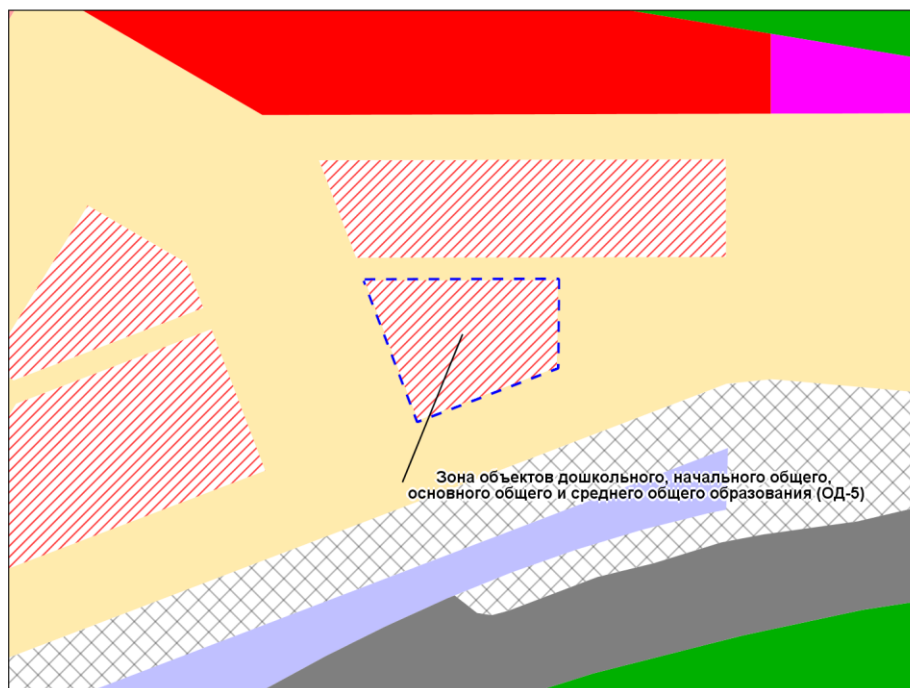 Зона объектов дошкольного, начального общего,
основного общего и среднего общего образования (ОД-5)